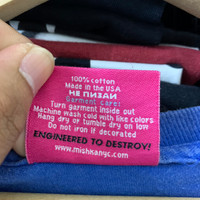 100% cotton
Made in the USA
НЕ ПИЗАИ
Garment care:
Turn garment inside out
Machine wash cold with like colors
Hang dry or tumble dry on low
Do not iron if decorated
ENGINEERED TO DESTROY!
www.mishkanyc.com